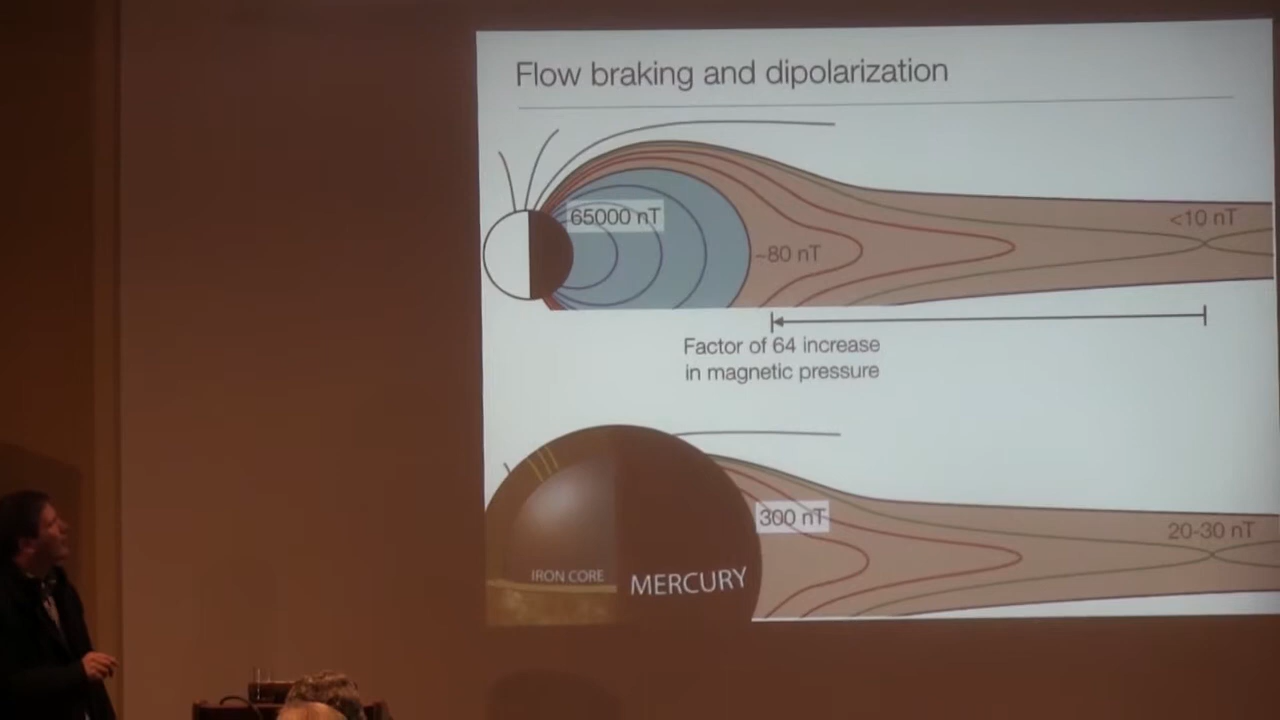 Flow braking and dipolarization
65000 nT
<10 nT
~80 nT
Factor of 64 increase
in magnetic pressure
300 nT
20-30 nT
IRON CORE
MERCURY